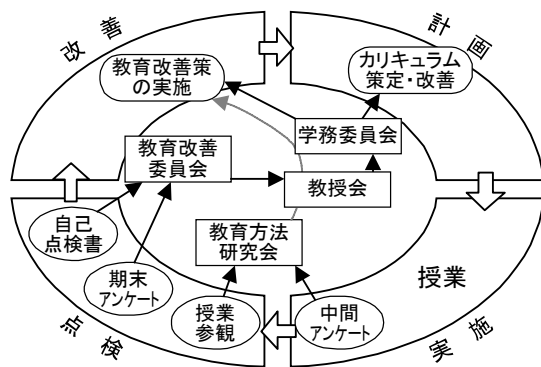 改善
計画
教育改善策
の実施
カリキュラム
策定・改善
学務委員会
教育改善
委員会
教授会
自己
点検書
教育方法
研究会
期末
アンケート
授業
授業
参観
中間
アンケート
点検
実施